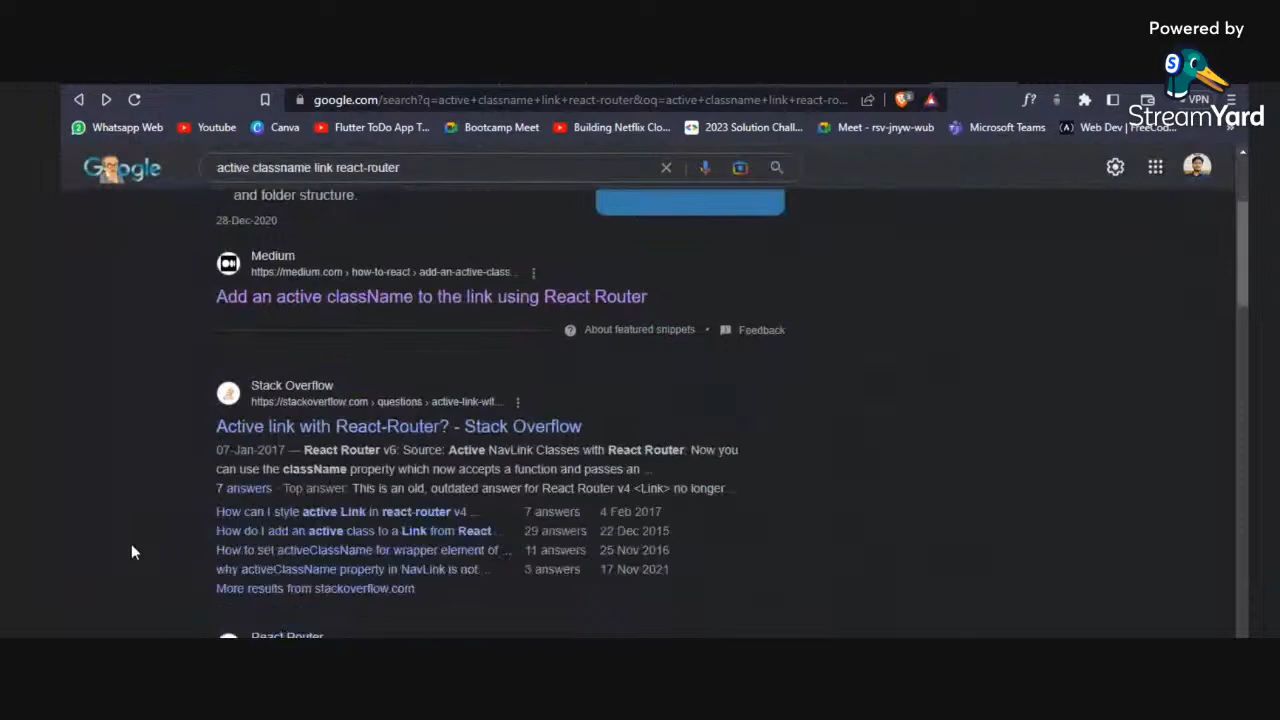 Powered by
StreamYard
google.com/search?q=active+classname+link+react-router&oq=active+classname+link+react-ro...
VPN
Whatsapp Web
Youtube
Canva
Flutter ToDo App T...
Bootcamp Meet
Building Netflix Clo...
2023 Solution Chall...
Meet - rsv-jnyw-wub
Microsoft Teams
Web Dev | FreeCod...
Google
active classname link react-router
and folder structure.
28-Dec-2020
Medium
https://medium.com › how-to-react › add-an-active-class...
Add an active className to the link using React Router
About featured snippets • Feedback
Stack Overflow
https://stackoverflow.com › questions › active-link-wit...
Active link with React-Router? - Stack Overflow
07-Jan-2017 — React Router v6: Source: Active NavLink Classes with React Router. Now you
can use the className property which now accepts a function and passes an ...
7 answers · Top answer: This is an old, outdated answer for React Router v4 <Link> no longer...
How can I style active Link in react-router v4 ... 7 answers 4 Feb 2017
How do I add an active class to a Link from React ... 29 answers 22 Dec 2015
How to set activeClassName for wrapper element of ... 11 answers 25 Nov 2016
why activeClassName property in NavLink is not ... 3 answers 17 Nov 2021
More results from stackoverflow.com
React Router